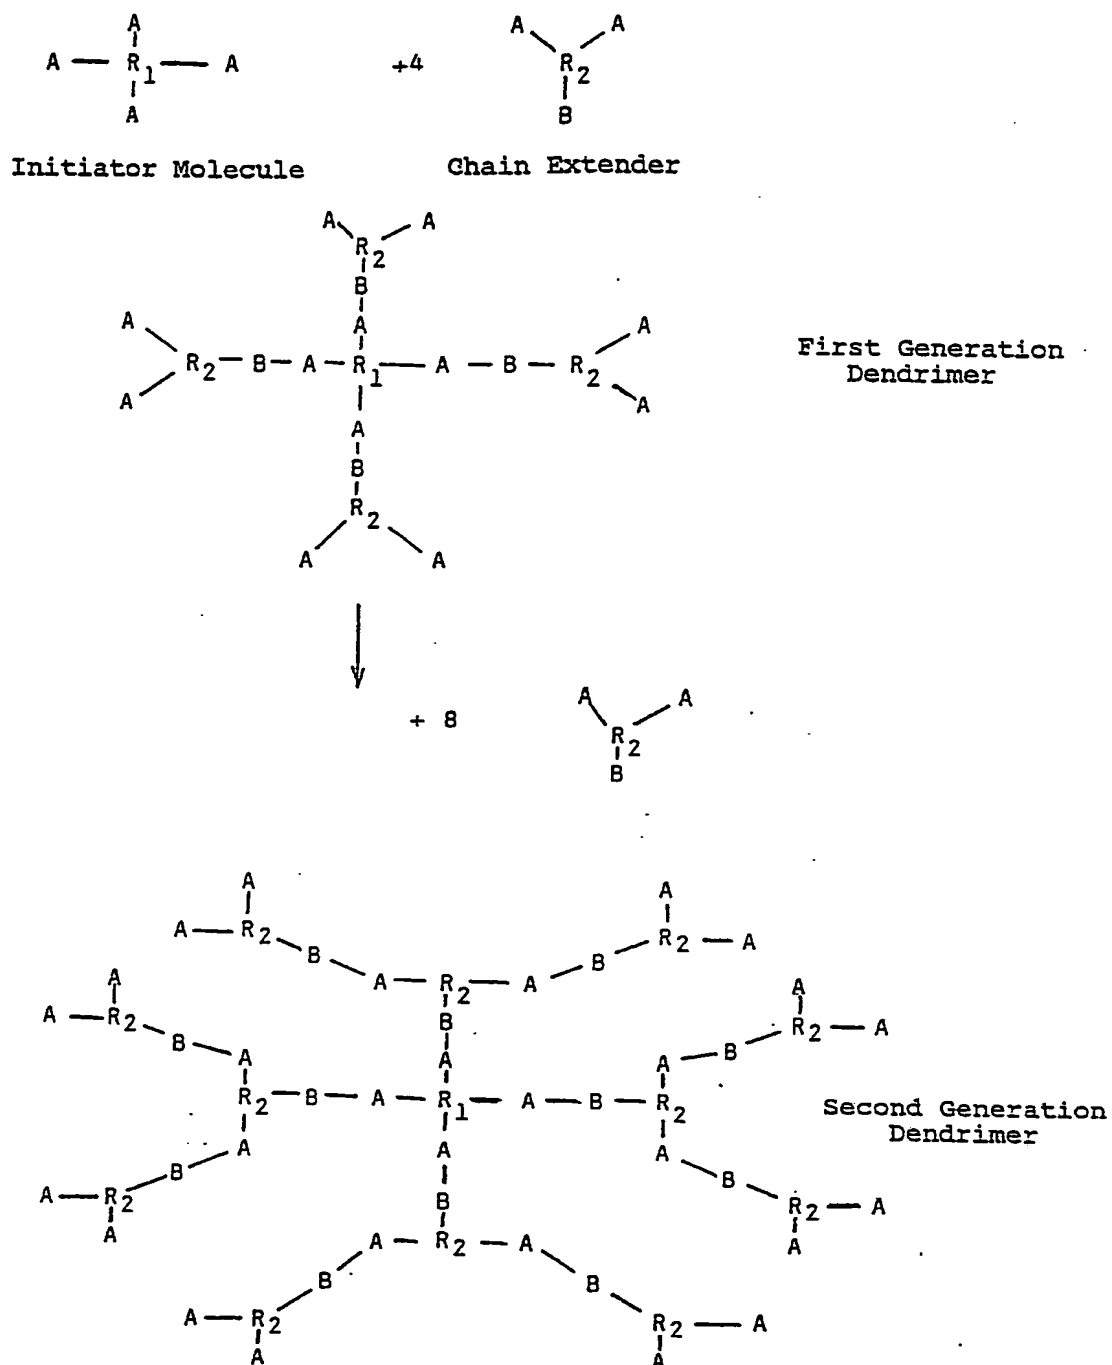 A A A
A — R1 — A +4 R2
A B
Initiator Molecule Chain Extender
A A
R2
B
A A A
R2 — B — A — R1 — A — B — R2 First Generation
A A Dendrimer
A
B
R2
A A
A A
+ 8
R2
B
A A
A — R2 R2 — A
B B
A A — R2 — A A
A — R2 B R2 — A
B A A A B
R2 — B — A — R1 — A — B — R2 Second Generation
A A A Dendrimer
B B B
A — R2 A — R2 — A R2 — A
A A
B B
A — R2 R2 — A
A A